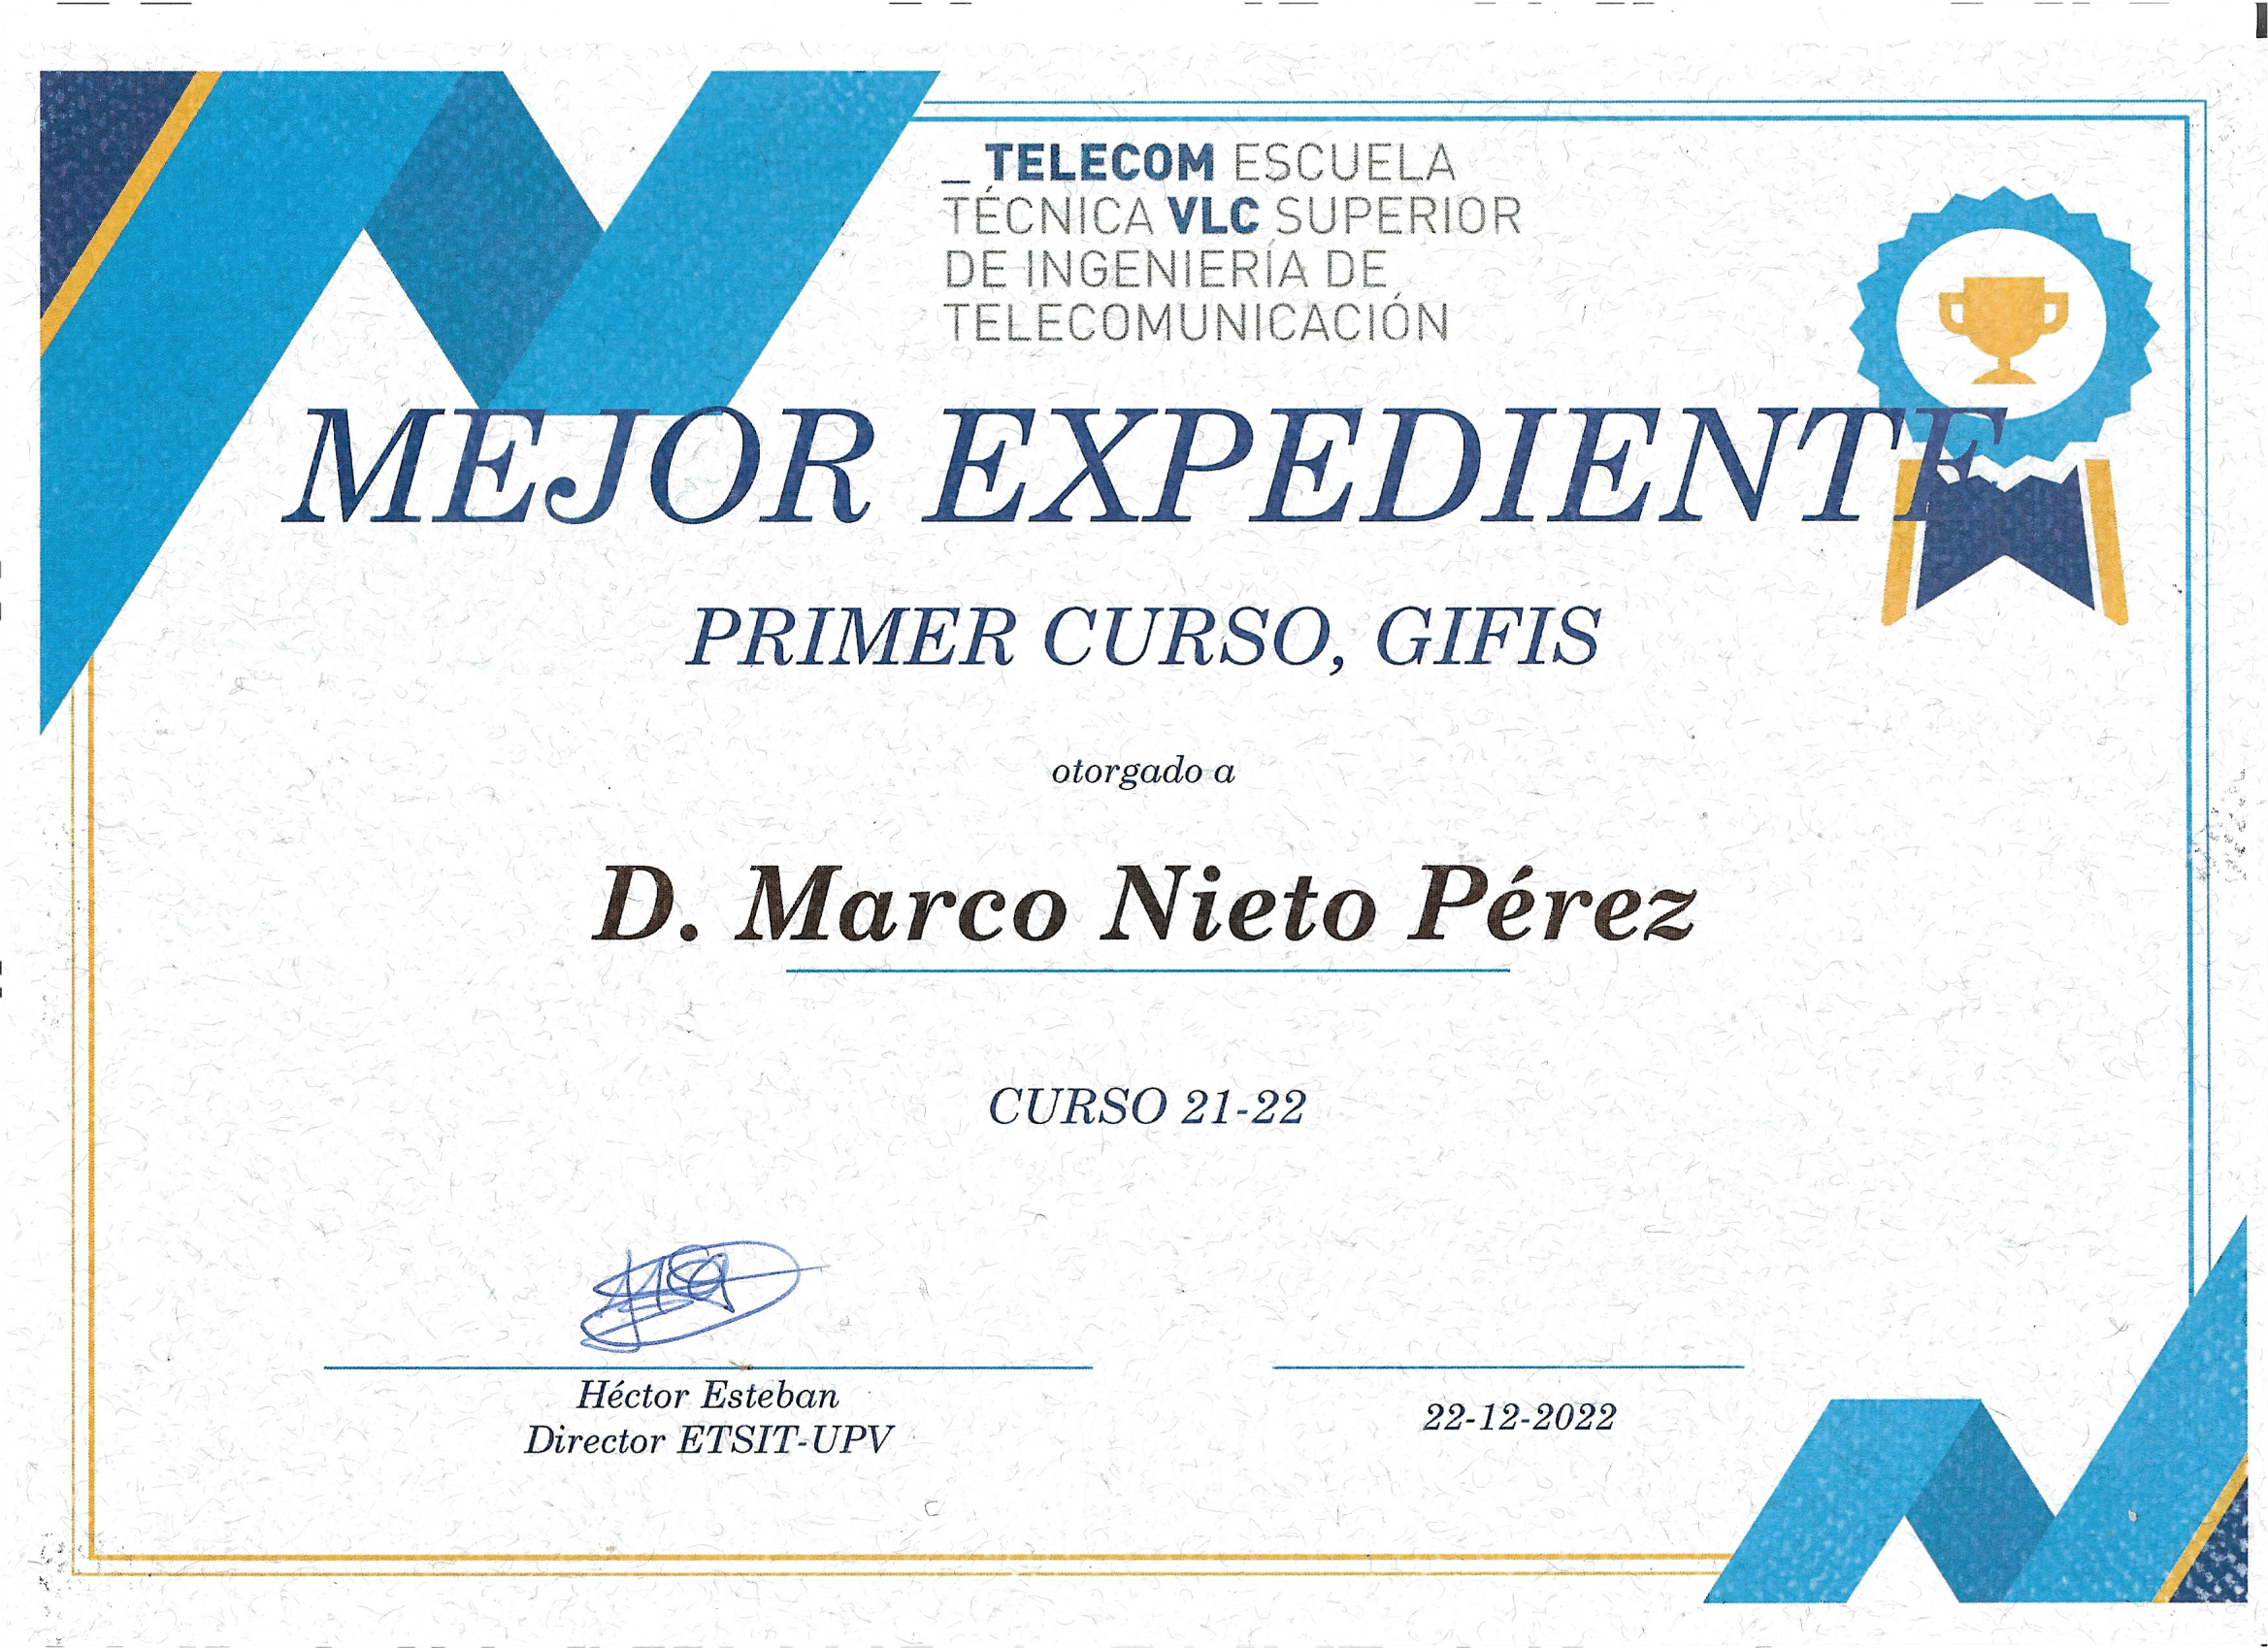 _ TELECOM ESCUELA
TÉCNICA VLC SUPERIOR
DE INGENIERÍA DE
TELECOMUNICACIÓN
MEJOR EXPEDIENTE
PRIMER CURSO, GIFIS
otorgado a
D. Marco Nieto Pérez
CURSO 21-22
Héctor Esteban
Director ETSIT-UPV
22-12-2022